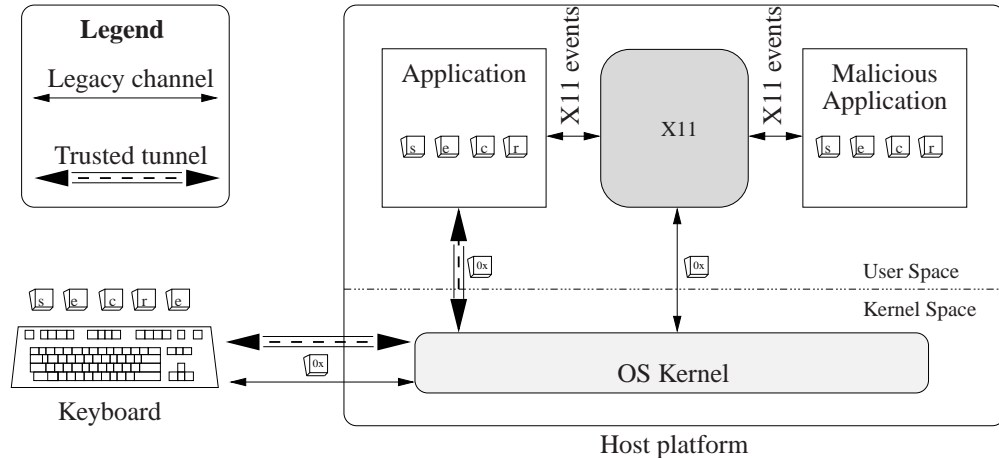 Legend
Legacy channel
Trusted tunnel
Application
s e c r
X11 events
X11
X11 events
Malicious
Application
s e c r
0x
0x
User Space
Kernel Space
s e c r e
0x
OS Kernel
Keyboard
Host platform